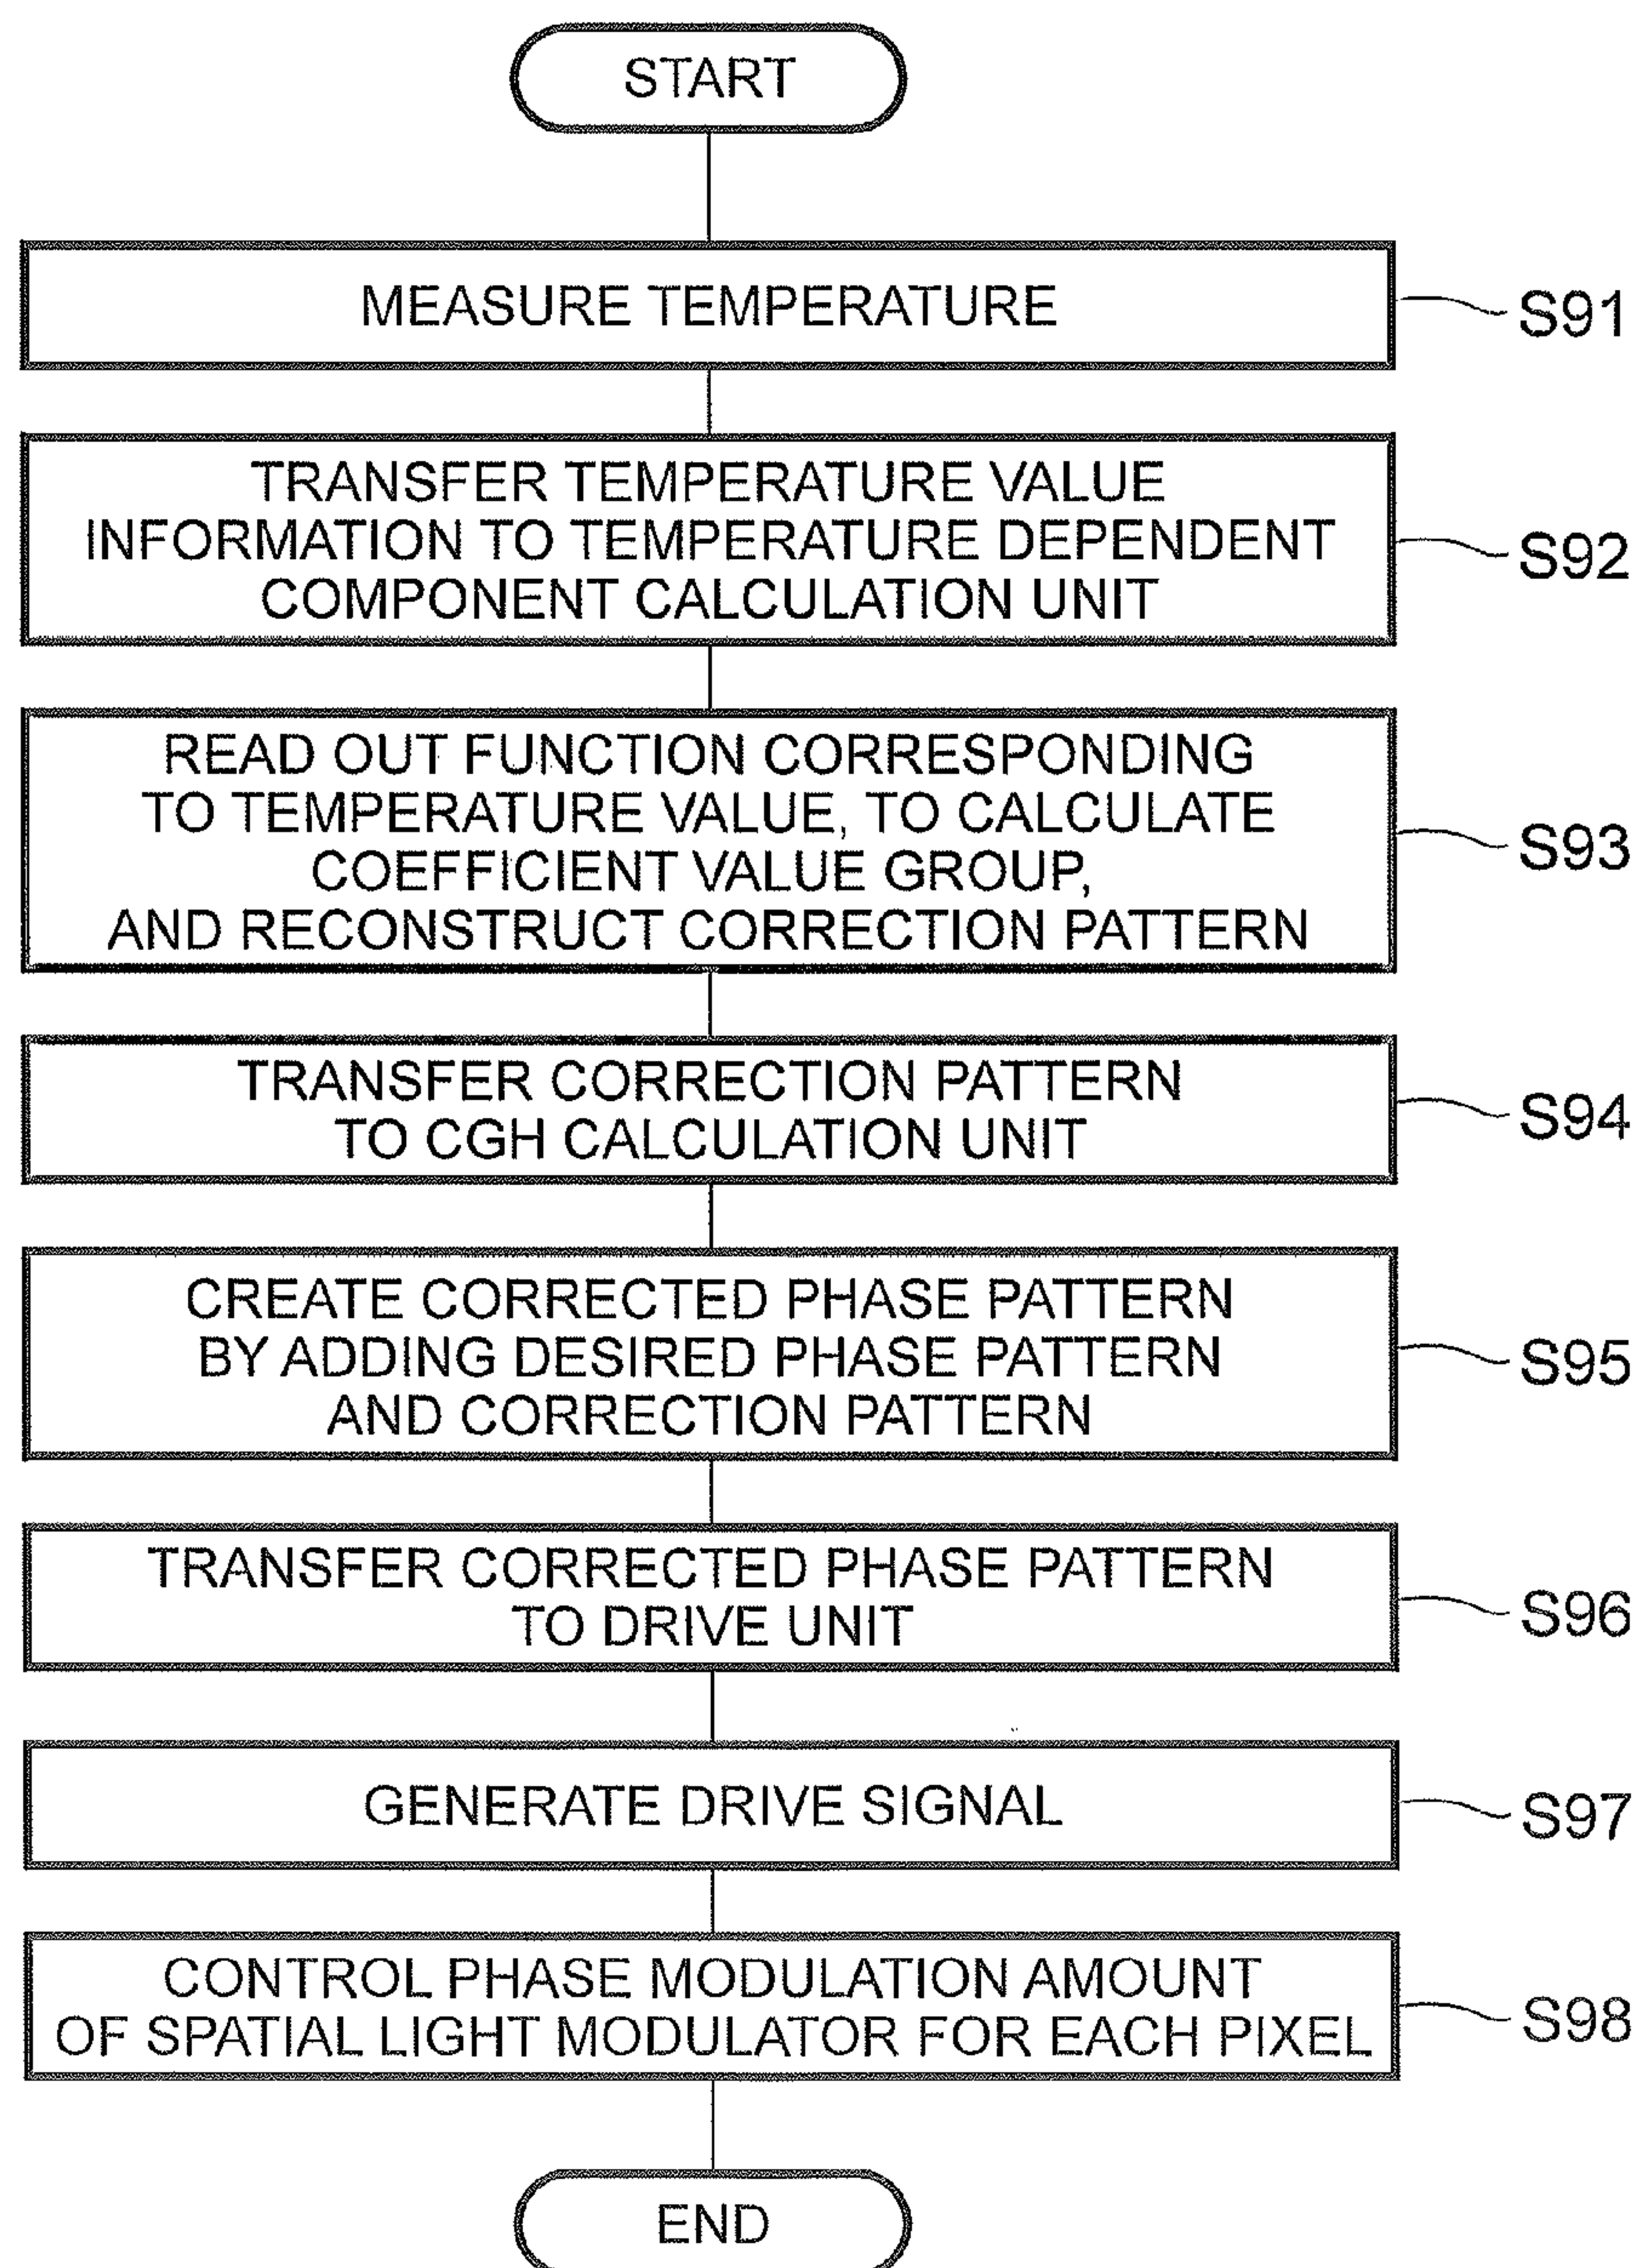 START
MEASURE TEMPERATURE
S91
TRANSFER TEMPERATURE VALUE
INFORMATION TO TEMPERATURE DEPENDENT
COMPONENT CALCULATION UNIT
S92
READ OUT FUNCTION CORRESPONDING
TO TEMPERATURE VALUE, TO CALCULATE
COEFFICIENT VALUE GROUP,
AND RECONSTRUCT CORRECTION PATTERN
S93
TRANSFER CORRECTION PATTERN
TO CGH CALCULATION UNIT
S94
CREATE CORRECTED PHASE PATTERN
BY ADDING DESIRED PHASE PATTERN
AND CORRECTION PATTERN
S95
TRANSFER CORRECTED PHASE PATTERN
TO DRIVE UNIT
S96
GENERATE DRIVE SIGNAL
S97
CONTROL PHASE MODULATION AMOUNT
OF SPATIAL LIGHT MODULATOR FOR EACH PIXEL
S98
END